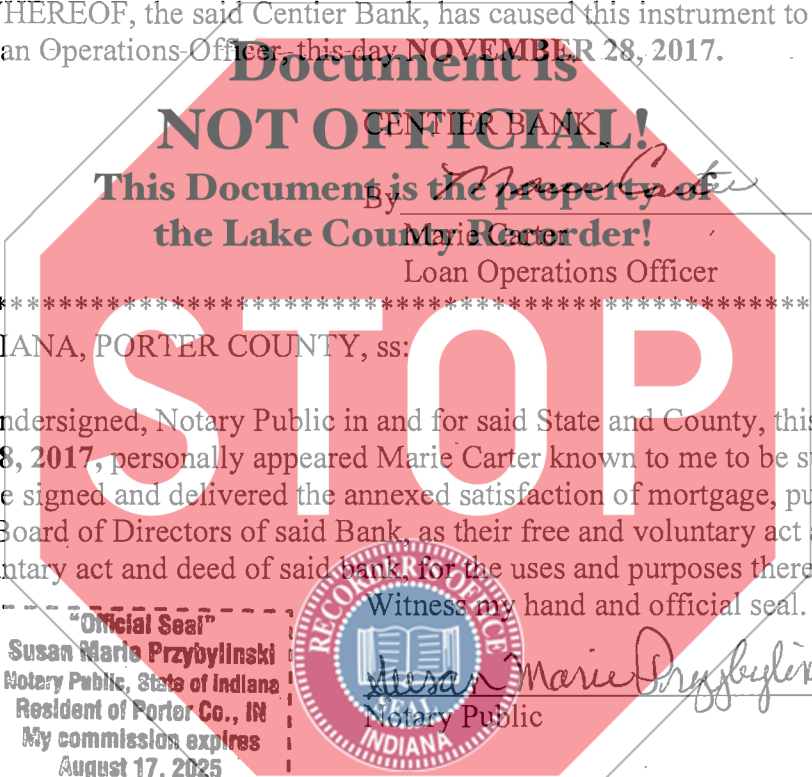 HEREOF, the said Centier Bank, has caused this instrument to
an Operations Officer, this day NOVEMBER 28, 2017.
Document is
NOT OFFICIAL!
CENTIER BANK
This Document is the property of
By Marie Carter
the Lake County Recorder!
Marie Carter
Loan Operations Officer
********************************************************
IANA, PORTER COUNTY, ss:
STOP
ndersigned, Notary Public in and for said State and County, this
8, 2017, personally appeared Marie Carter known to me to be s
e signed and delivered the annexed satisfaction of mortgage, pu
Board of Directors of said Bank, as their free and voluntary act
ntary act and deed of said bank, for the uses and purposes there
RECORDER'S OFFICE
SEAL
INDIANA
Witness my hand and official seal.
"Official Seal"
Susan Marie Przybylinski
Notary Public, State of Indiana
Resident of Porter Co., IN
My commission expires
August 17, 2025
Susan Marie Przybylin
Notary Public